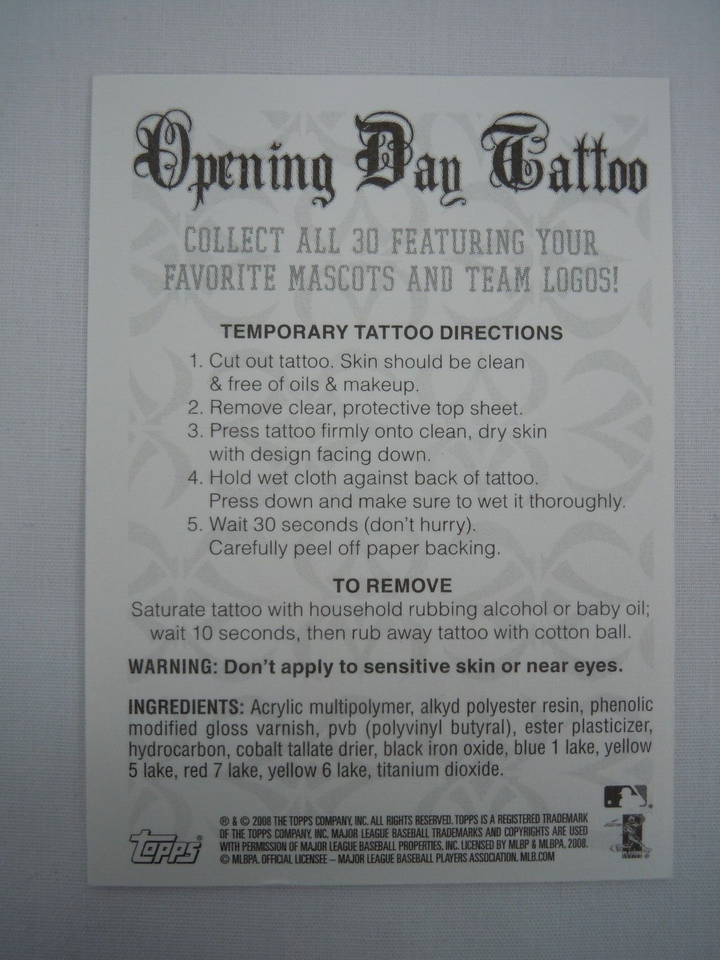 Opening Day Tattoo
COLLECT ALL 30 FEATURING YOUR
FAVORITE MASCOTS AND TEAM LOGOS!
TEMPORARY TATTOO DIRECTIONS
1. Cut out tattoo. Skin should be clean
& free of oils & makeup.
2. Remove clear, protective top sheet.
3. Press tattoo firmly onto clean, dry skin
with design facing down.
4. Hold wet cloth against back of tattoo.
Press down and make sure to wet it thoroughly.
5. Wait 30 seconds (don't hurry).
Carefully peel off paper backing.
TO REMOVE
Saturate tattoo with household rubbing alcohol or baby oil;
wait 10 seconds, then rub away tattoo with cotton ball.
WARNING: Don't apply to sensitive skin or near eyes.
INGREDIENTS: Acrylic multipolymer, alkyd polyester resin, phenolic
modified gloss varnish, pvb (polyvinyl butyral), ester plasticizer,
hydrocarbon, cobalt tallate drier, black iron oxide, blue 1 lake, yellow
5 lake, red 7 lake, yellow 6 lake, titanium dioxide.
Topps®
® & © 2008 THE TOPPS COMPANY, INC. ALL RIGHTS RESERVED. TOPPS IS A REGISTERED TRADEMARK
OF THE TOPPS COMPANY, INC. MAJOR LEAGUE BASEBALL TRADEMARKS AND COPYRIGHTS ARE USED
WITH PERMISSION OF MAJOR LEAGUE BASEBALL PROPERTIES, INC. LICENSED BY MLBP & MLBPA, 2008.
© MLBPA. OFFICIAL LICENSEE – MAJOR LEAGUE BASEBALL PLAYERS ASSOCIATION. MLB.COM